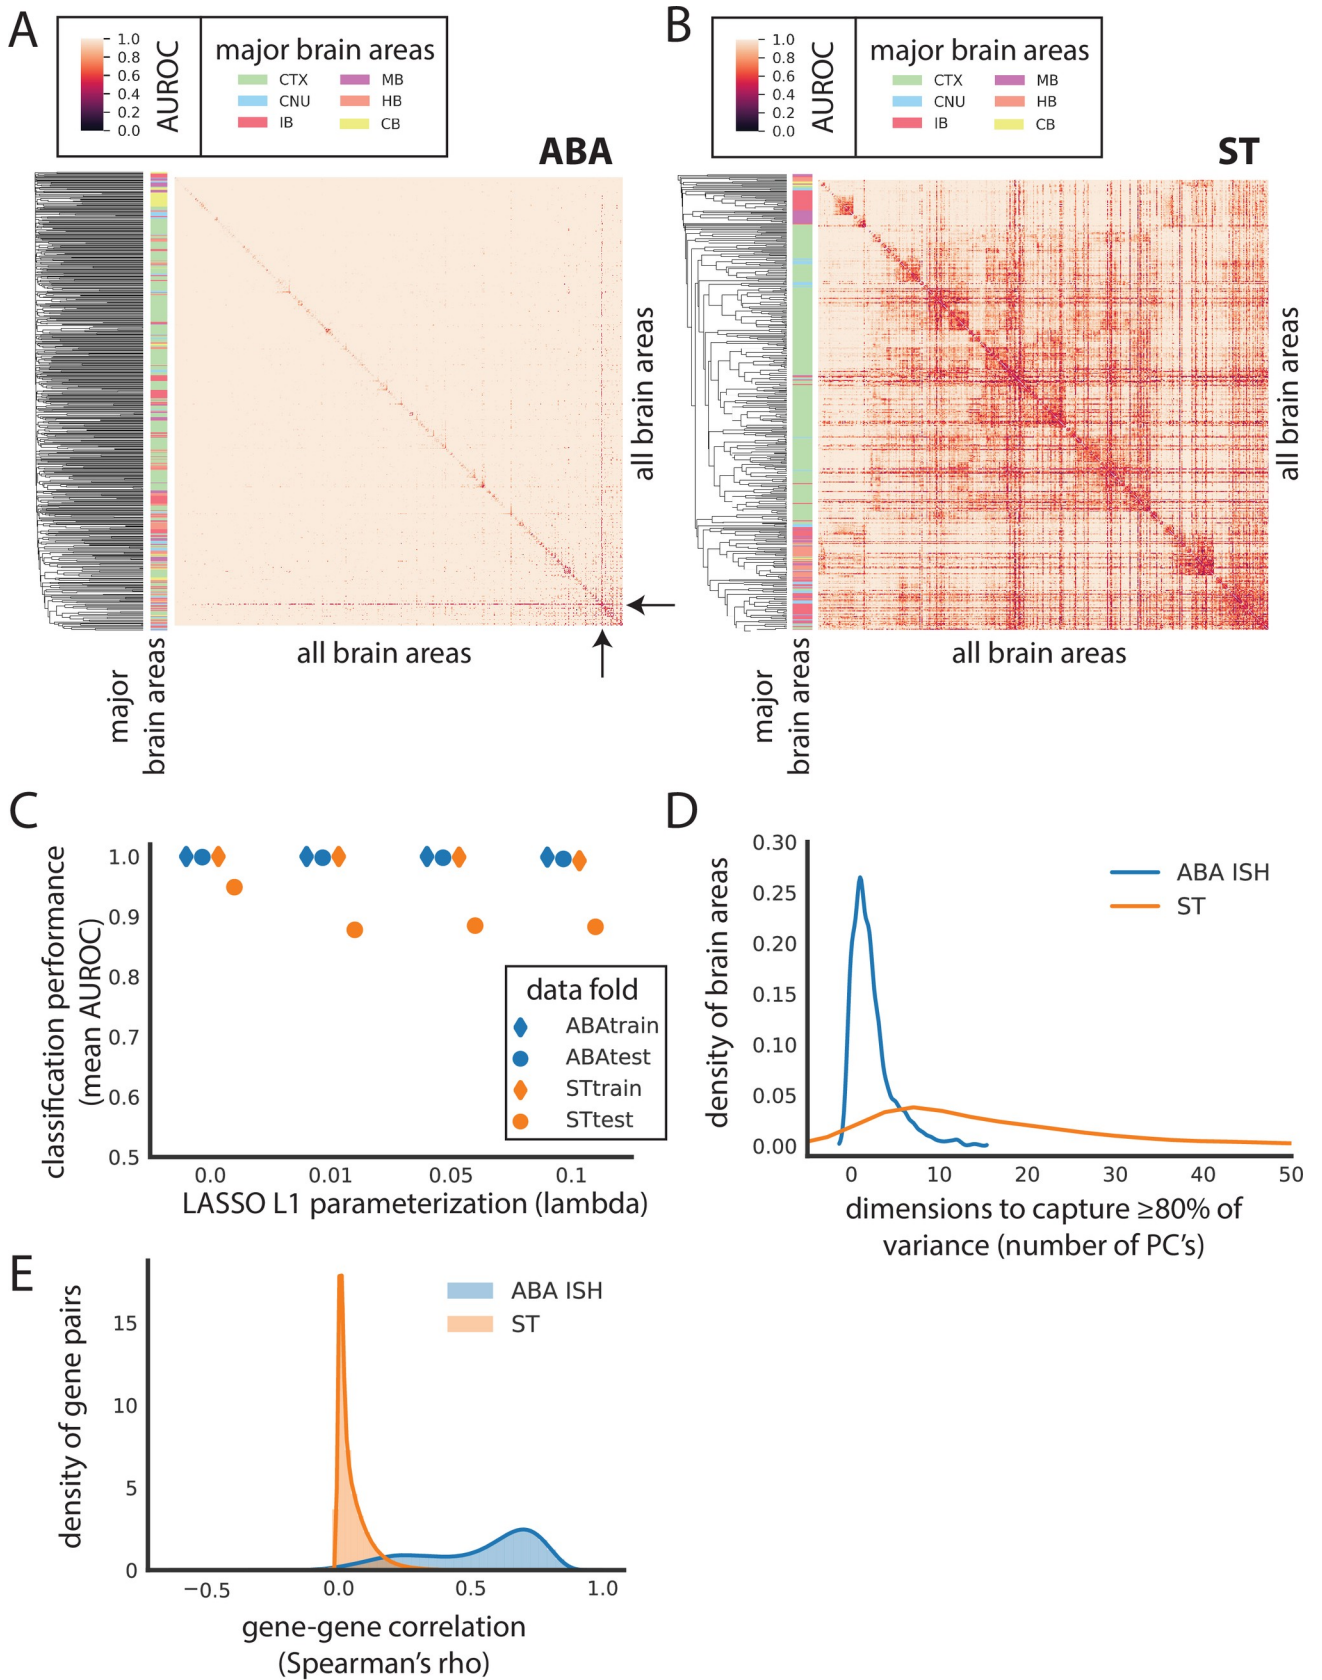 A
1.0
0.8
0.6
0.4
0.2
0.0
AUROC
major brain areas
CTX
MB
CNU
HB
IB
CB
ABA
all brain areas
all brain areas
major
brain areas
B
1.0
0.8
0.6
0.4
0.2
0.0
AUROC
major brain areas
CTX
MB
CNU
HB
IB
CB
ST
all brain areas
all brain areas
major
brain areas
C
classification performance
(mean AUROC)
1.0
0.9
0.8
0.7
0.6
0.5
data fold
ABAtrain
ABAtest
STtrain
STtest
0.0 0.01 0.05 0.1
LASSO L1 parameterization (lambda)
D
density of brain areas
0.30
0.25
0.20
0.15
0.10
0.05
0.00
ABA ISH
ST
0 10 20 30 40 50
dimensions to capture ≥80% of
variance (number of PC's)
E
density of gene pairs
15
10
5
0
ABA ISH
ST
−0.5 0.0 0.5 1.0
gene-gene correlation
(Spearman's rho)